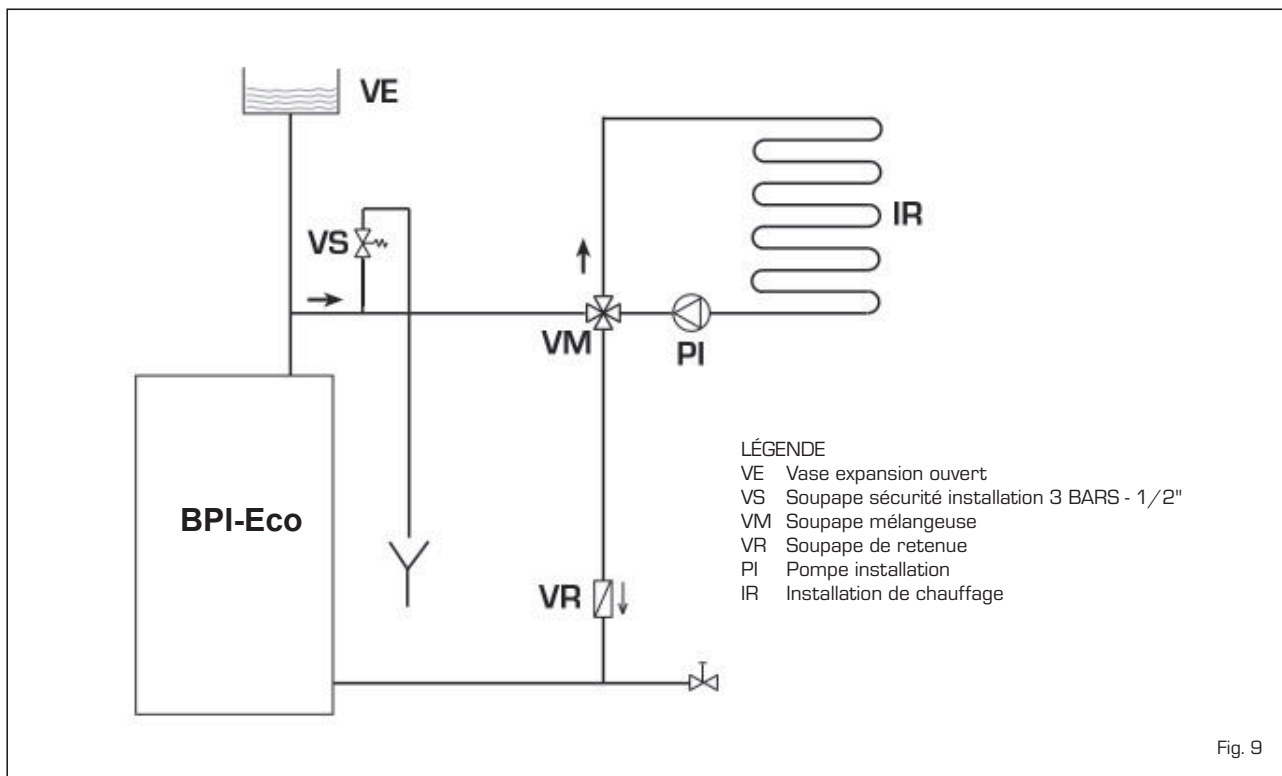 VE
VS
IR
VM
PI
BPI-Eco
VR
LÉGENDE
VE Vase expansion ouvert
VS Soupape sécurité installation 3 BARS - 1/2"
VM Soupape mélangeuse
VR Soupape de retenue
PI Pompe installation
IR Installation de chauffage
Fig. 9